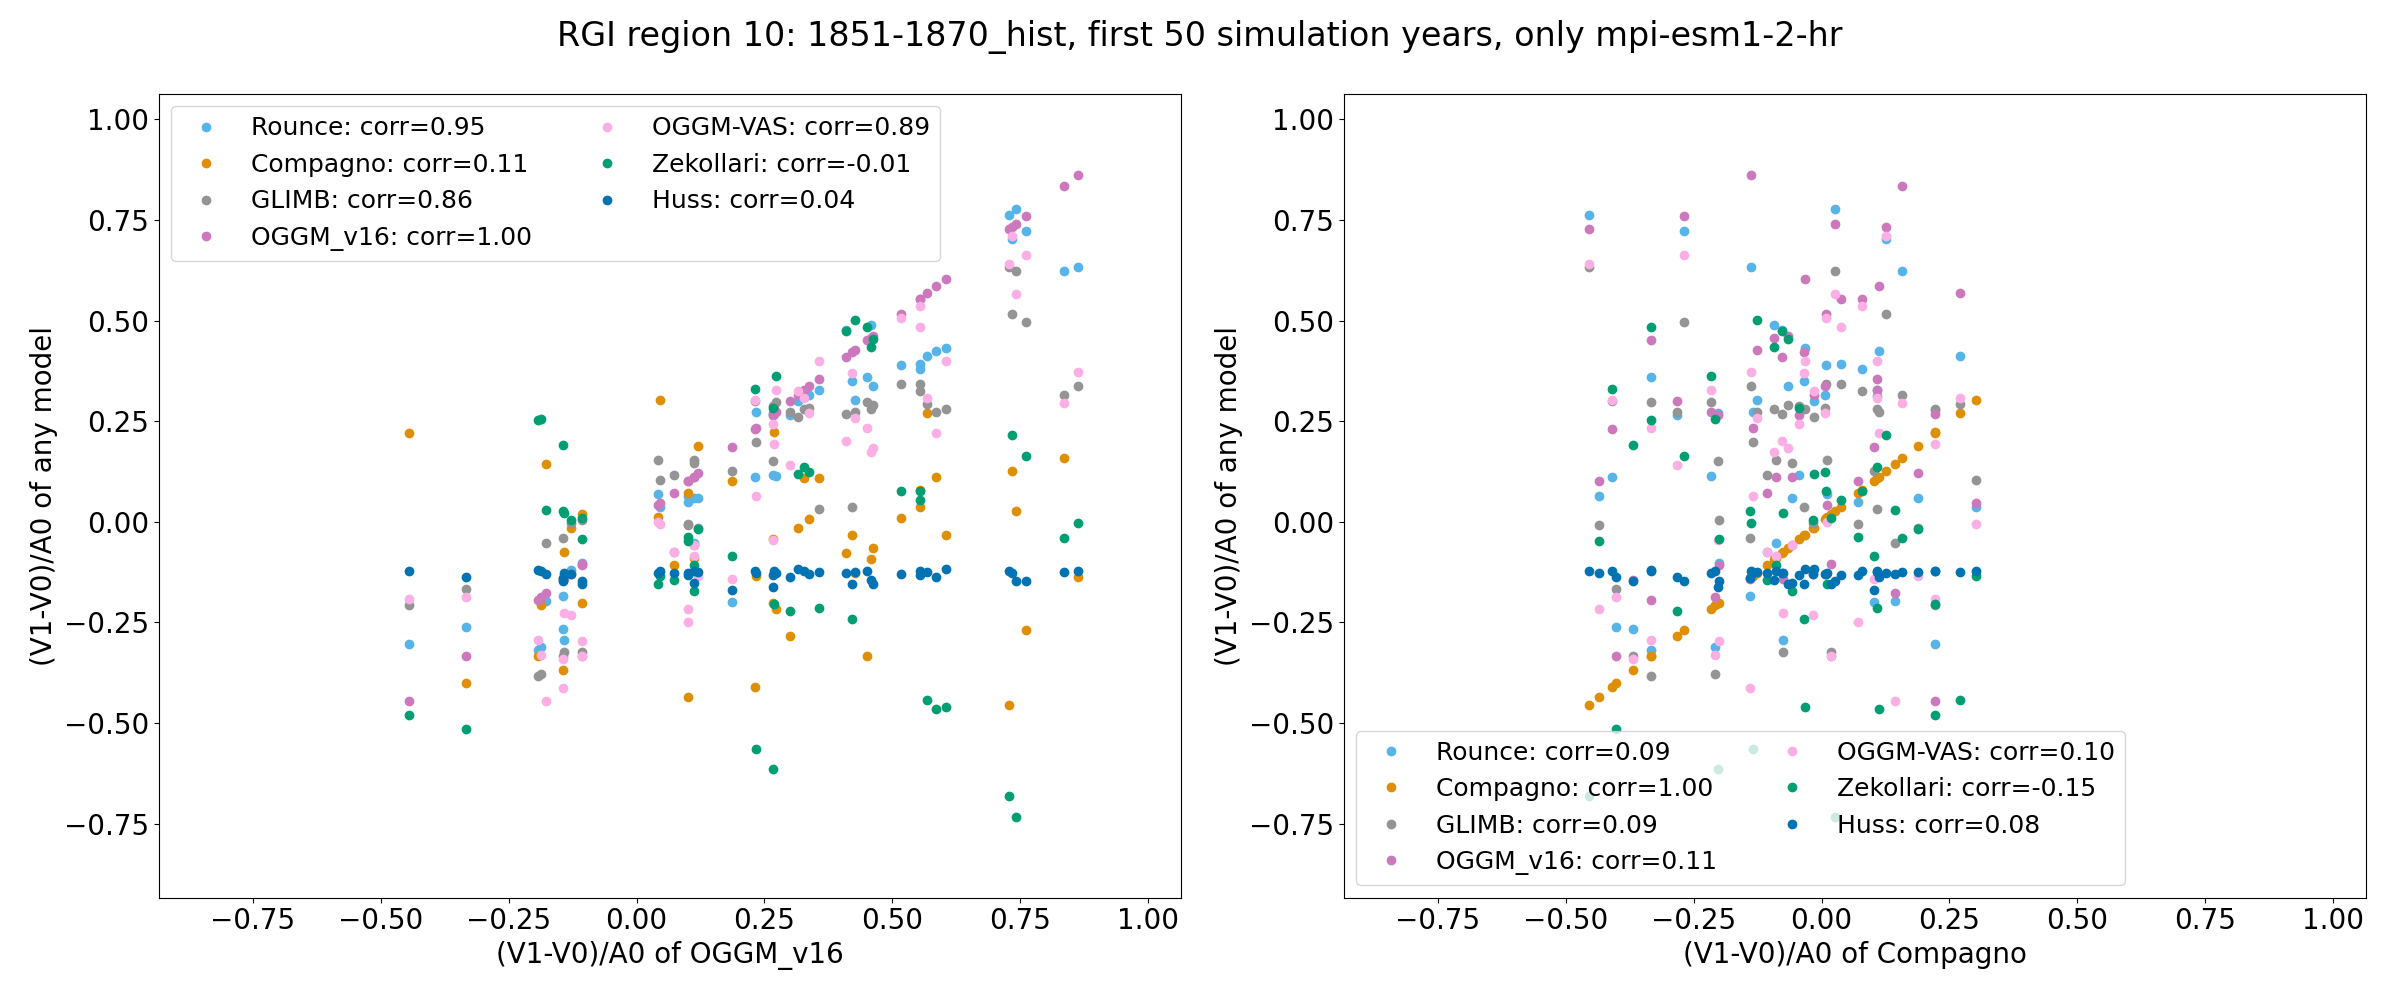 RGI region 10: 1851-1870_hist, first 50 simulation years, only mpi-esm1-2-hr
(V1-V0)/A0 of any model
1.00
0.75
0.50
0.25
0.00
−0.25
−0.50
−0.75
Rounce: corr=0.95
Compagno: corr=0.11
GLIMB: corr=0.86
OGGM_v16: corr=1.00
OGGM-VAS: corr=0.89
Zekollari: corr=-0.01
Huss: corr=0.04
−0.75 −0.50 −0.25 0.00 0.25 0.50 0.75 1.00
(V1-V0)/A0 of OGGM_v16
(V1-V0)/A0 of any model
1.00
0.75
0.50
0.25
0.00
−0.25
−0.50
−0.75
Rounce: corr=0.09
Compagno: corr=1.00
GLIMB: corr=0.09
OGGM_v16: corr=0.11
OGGM-VAS: corr=0.10
Zekollari: corr=-0.15
Huss: corr=0.08
−0.75 −0.50 −0.25 0.00 0.25 0.50 0.75 1.00
(V1-V0)/A0 of Compagno